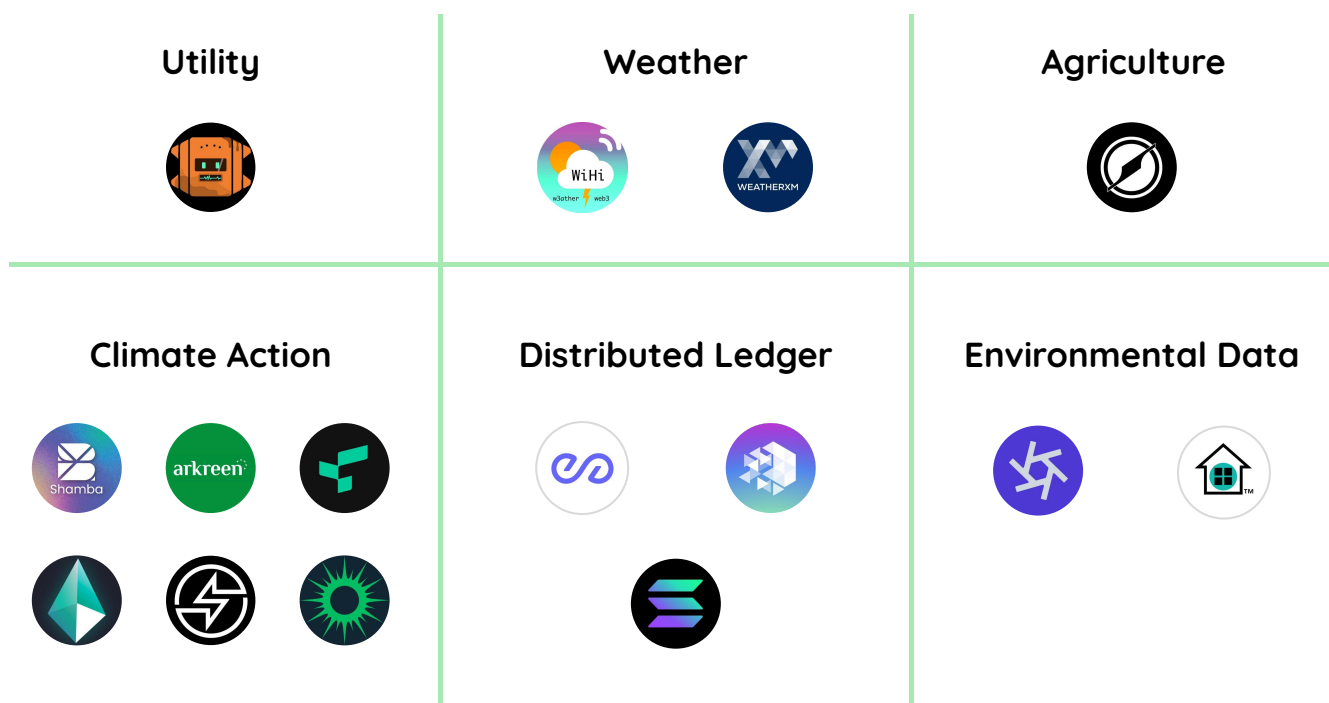 Utility
Weather
Agriculture
WiHi
w3ather web3
WEATHERXM
Climate Action
Distributed Ledger
Environmental Data
Shamba
arkreen
TM